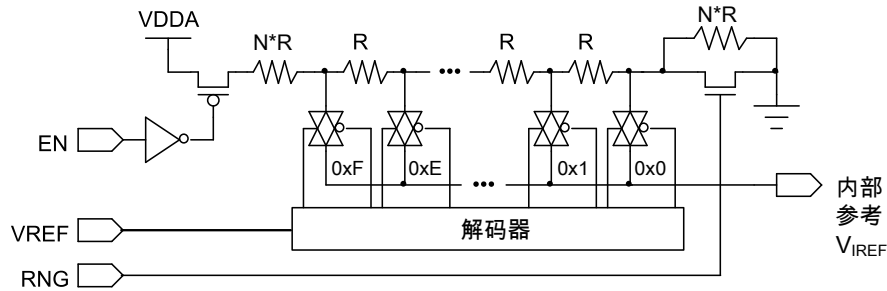 VDDA
N*R
R
R
R
N*R
•••
EN
0xF
0xE
•••
0x1
0x0
内部
参考
VIREF
VREF
解码器
RNG